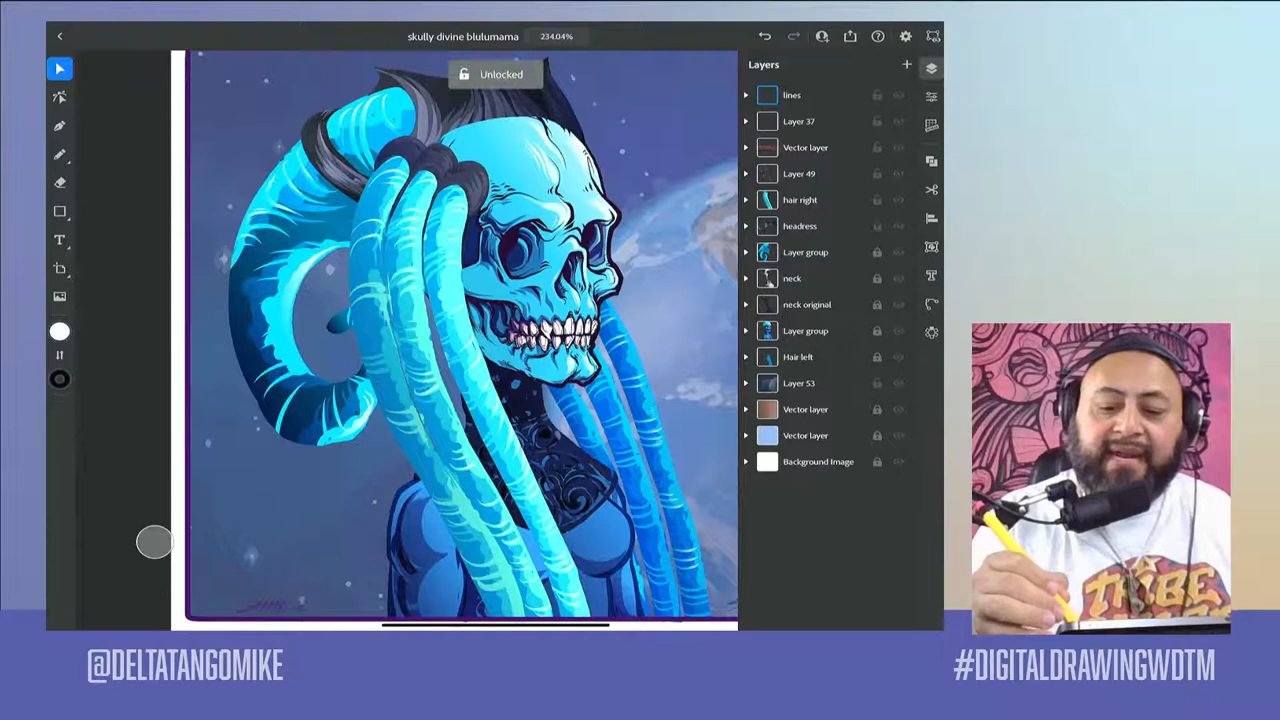 skully divine blulumama
234.04%
Unlocked
Layers
lines
Layer 37
Vector layer
Layer 49
hair right
headress
Layer group
neck
neck original
Layer group
Hair left
Layer 53
Vector layer
Vector layer
Background Image
TRIBE
@DELTATANGOMIKE
#DIGITALDRAWINGWDTM